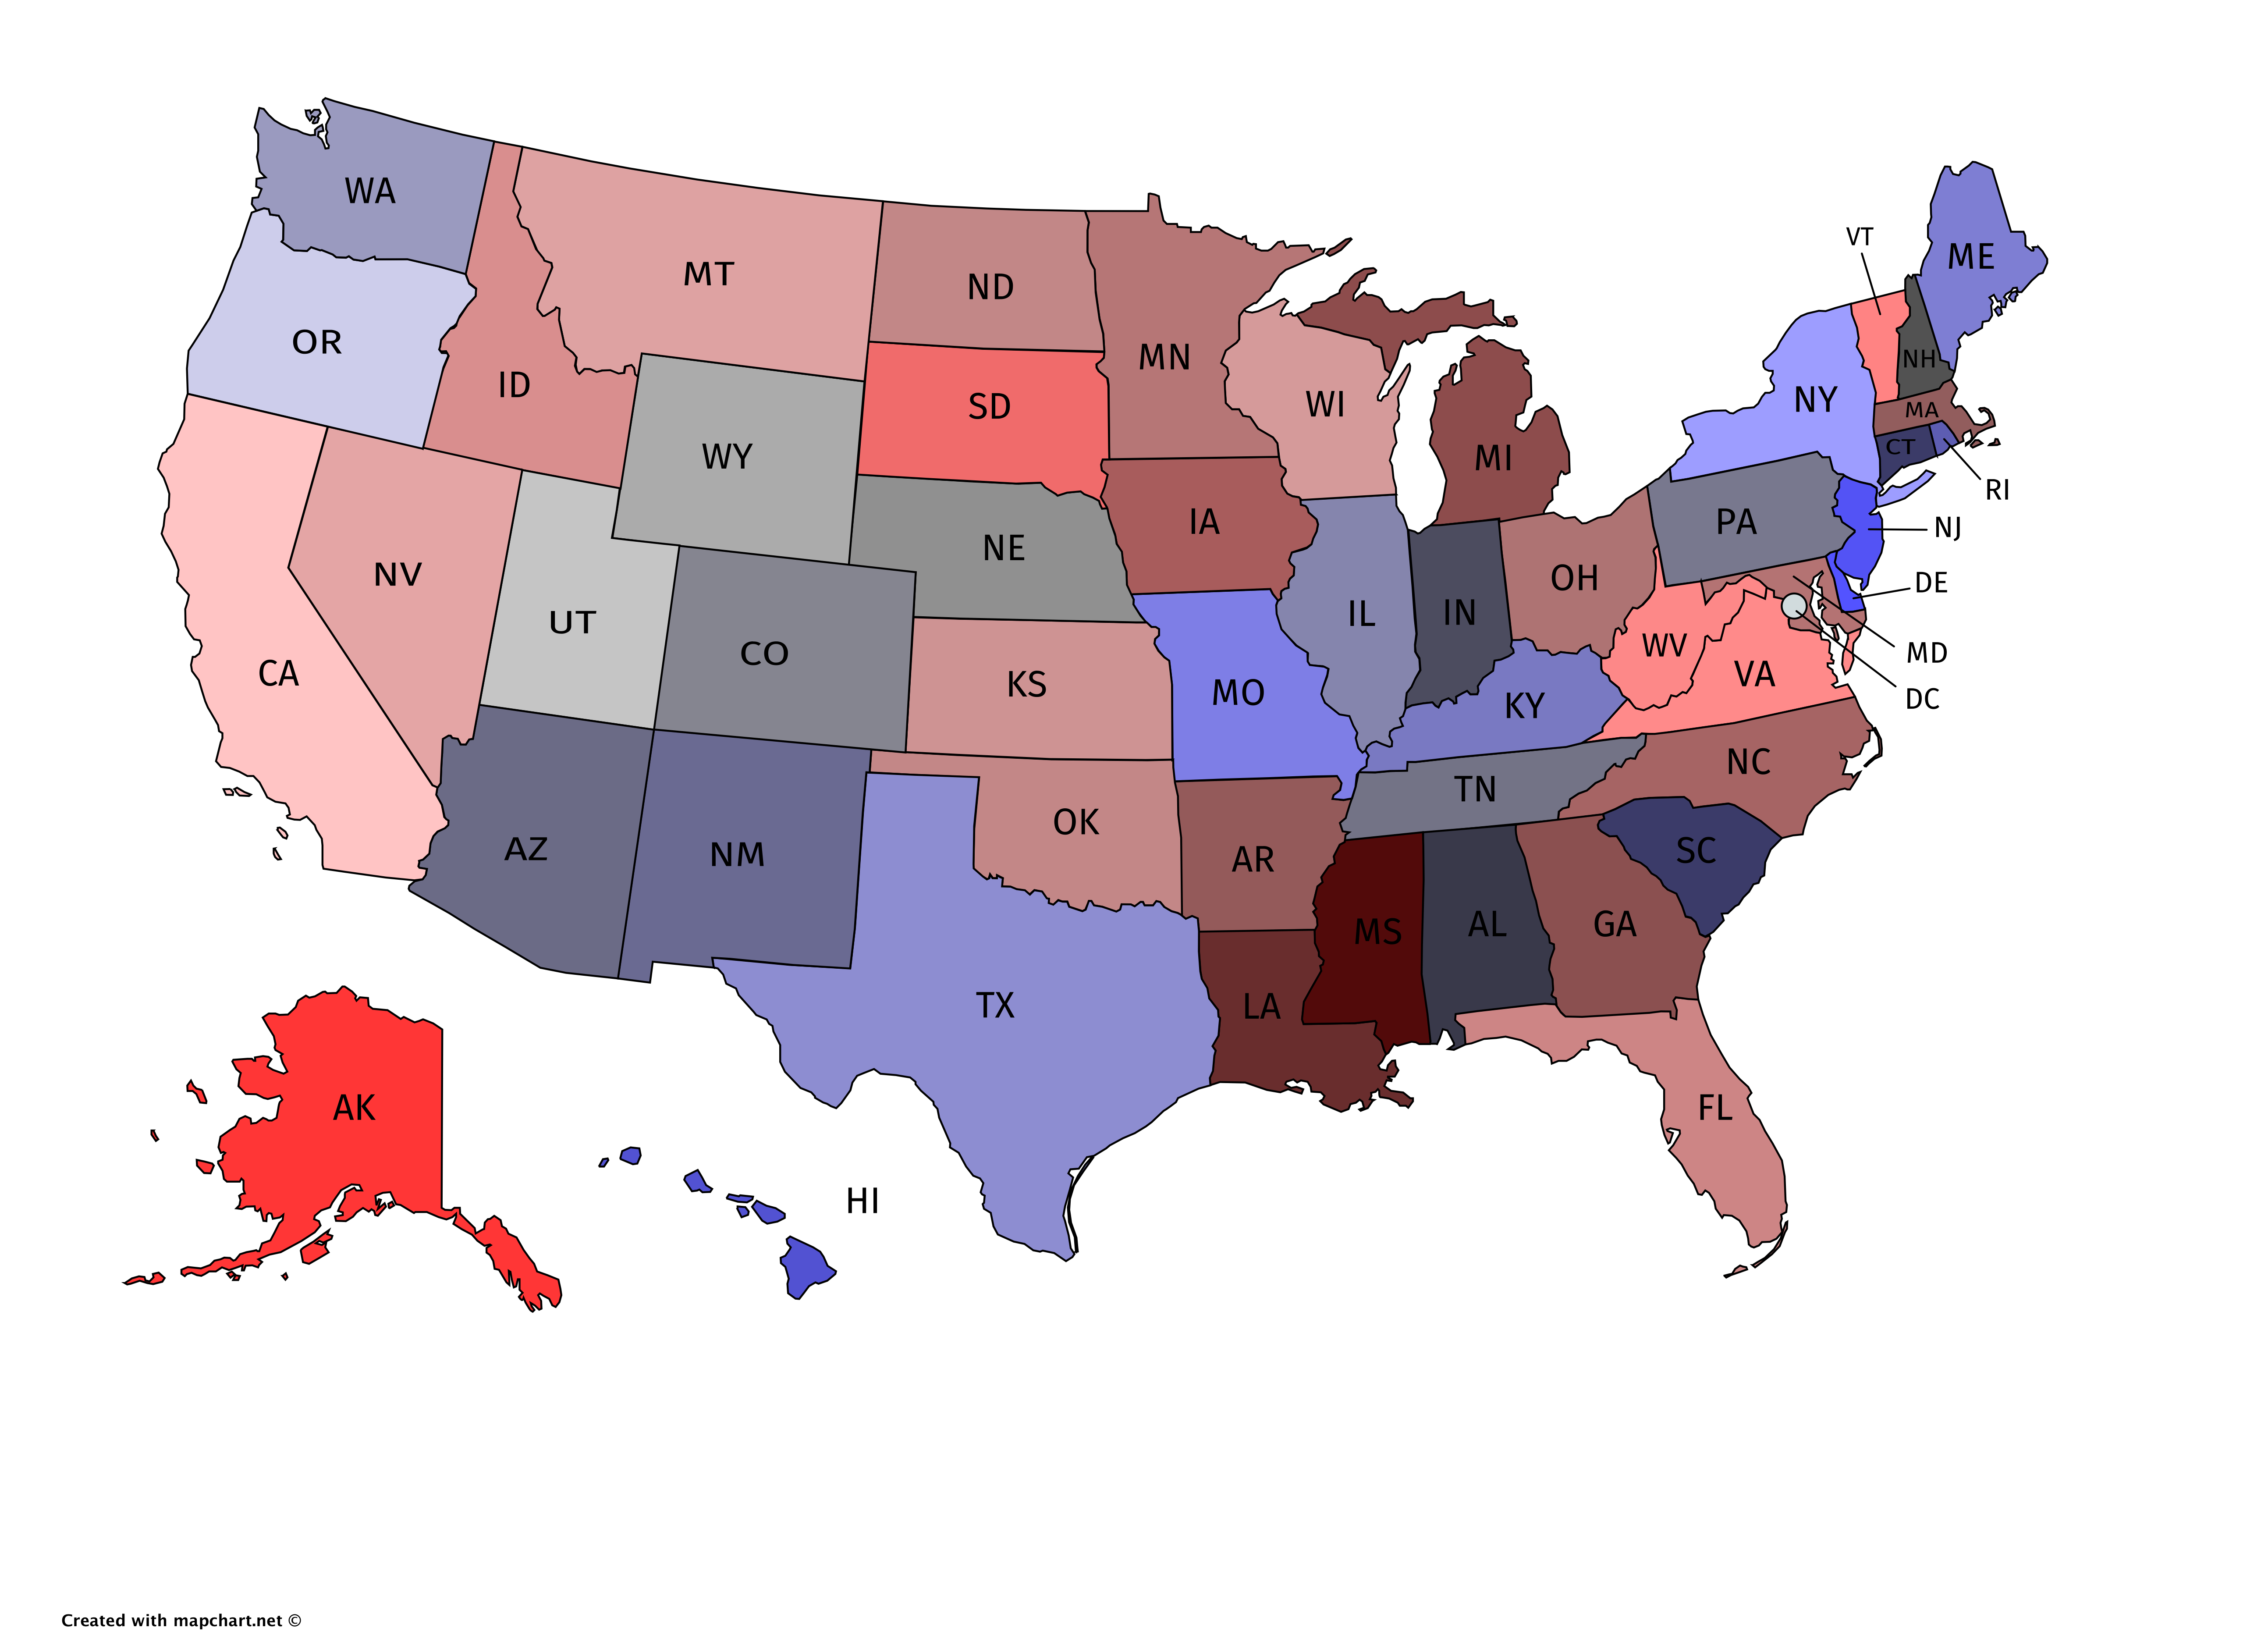 VT
ME
WA
MT
ND
OR
MN
NH
ID
NY
WI
SD
MA
CT
WY
MI
RI
IA
PA
NJ
NE
NV
OH
DE
UT
IN
IL
CO
WV
MD
CA
VA
KS
MO
DC
KY
NC
TN
OK
AZ
SC
NM
AR
GA
AL
MS
TX
LA
AK
FL
HI
Created with mapchart.net ©